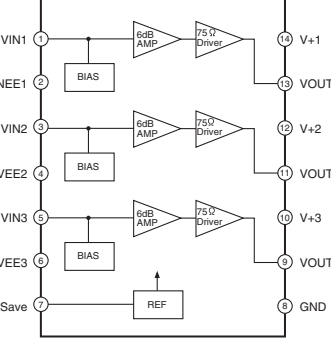 VIN1 1 6dB AMP 75Ω Driver 14 V+1
BIAS
NEE1 2 13 VOUT
VIN2 3 6dB AMP 75Ω Driver 12 V+2
BIAS
VEE2 4 11 VOUT
VIN3 5 6dB AMP 75Ω Driver 10 V+3
BIAS
VEE3 6 9 VOUT
Save 7 REF 8 GND